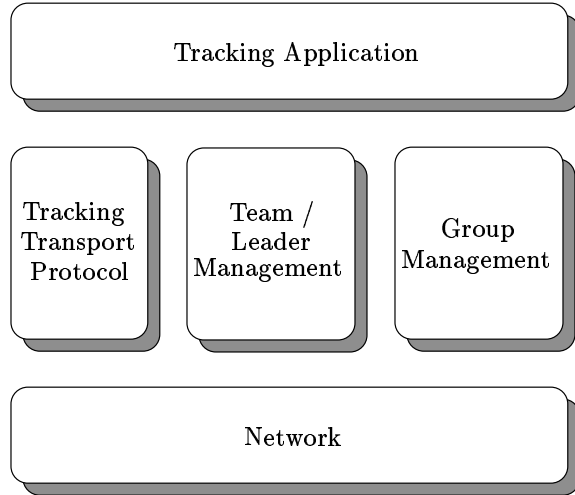 Tracking Application
Tracking
Transport
Protocol
Team /
Leader
Management
Group
Management
Network